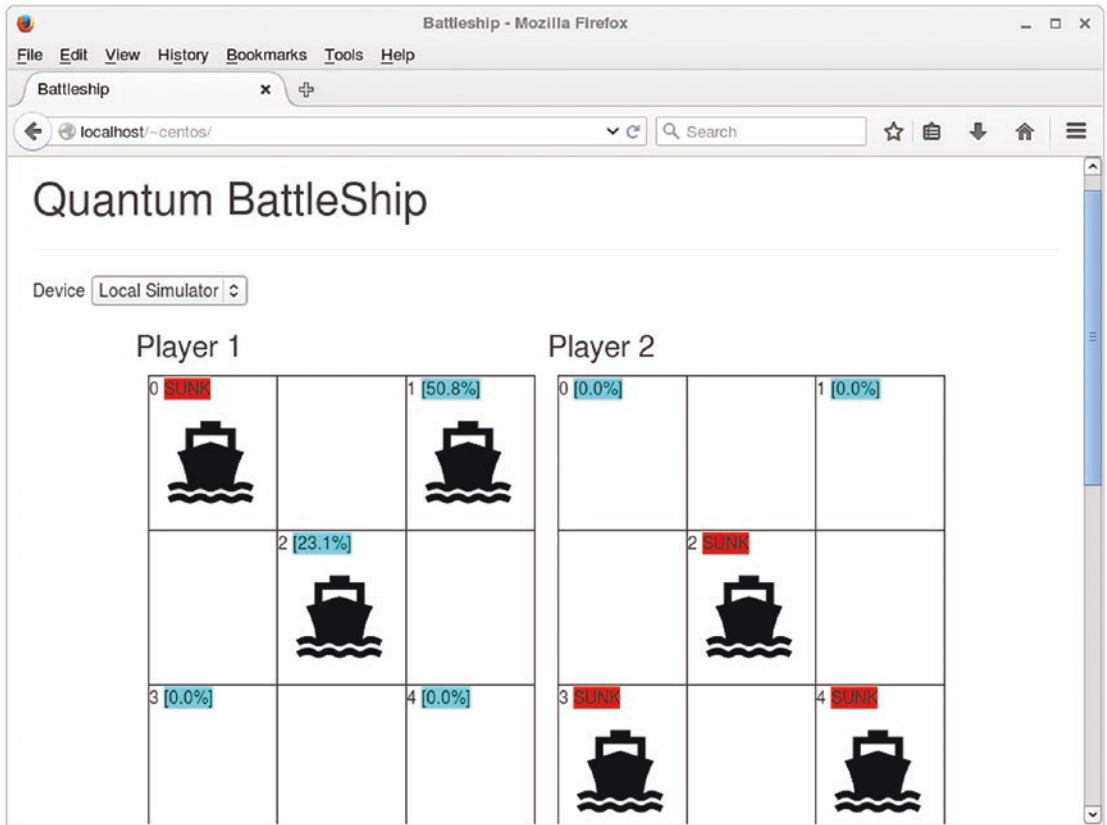 Battleship - Mozilla Firefox
File Edit View History Bookmarks Tools Help
Battleship
localhost/~centos/
Search
Quantum BattleShip
Device Local Simulator
Player 1
Player 2
0 SUNK
1 [50.8%]
0 [0.0%]
1 [0.0%]
2 [23.1%]
2 SUNK
3 [0.0%]
4 [0.0%]
3 SUNK
4 SUNK